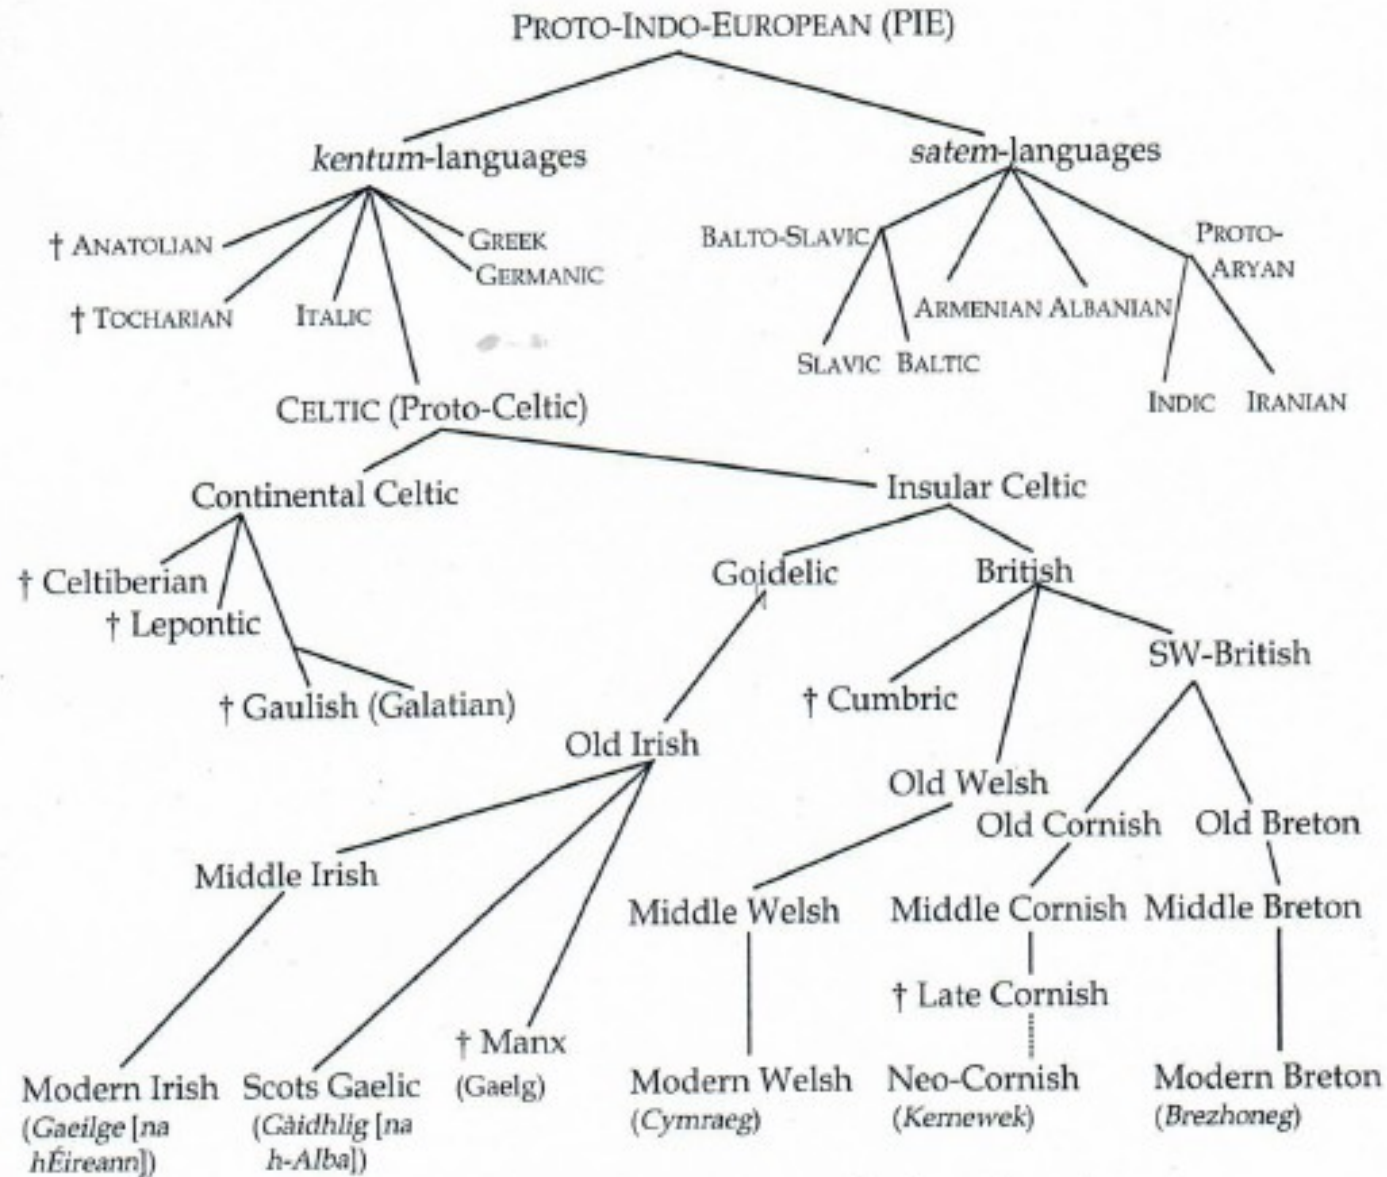 PROTO-INDO-EUROPEAN (PIE)
kentum-languages
satem-languages
† ANATOLIAN
GREEK
GERMANIC
† TOCHARIAN
ITALIC
BALTO-SLAVIC
PROTO-
ARYAN
ARMENIAN ALBANIAN
SLAVIC BALTIC
INDIC IRANIAN
CELTIC (Proto-Celtic)
Continental Celtic
Insular Celtic
† Celtiberian
† Lepontic
† Gaulish (Galatian)
Goidelic
British
SW-British
† Cumbric
Old Irish
Old Welsh
Old Cornish
Old Breton
Middle Irish
Middle Welsh
Middle Cornish
Middle Breton
† Late Cornish
† Manx
(Gaelg)
Modern Irish
(Gaeilge [na
hÉireann])
Scots Gaelic
(Gàidhlig [na
h-Alba])
Modern Welsh
(Cymraeg)
Neo-Cornish
(Kernewek)
Modern Breton
(Brezhoneg)